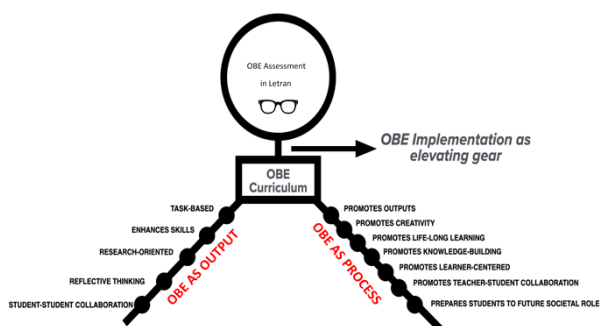 OBE Assessment
in Letran
OBE Implementation as
elevating gear
OBE
Curriculum
TASK-BASED
ENHANCES SKILLS
RESEARCH-ORIENTED
REFLECTIVE THINKING
STUDENT-STUDENT COLLABORATION
OBE AS OUTPUT
OBE AS PROCESS
PROMOTES OUTPUTS
PROMOTES CREATIVITY
PROMOTES LIFE-LONG LEARNING
PROMOTES KNOWLEDGE-BUILDING
PROMOTES LEARNER-CENTERED
PROMOTES TEACHER-STUDENT COLLABORATION
PREPARES STUDENTS TO FUTURE SOCIETAL ROLE